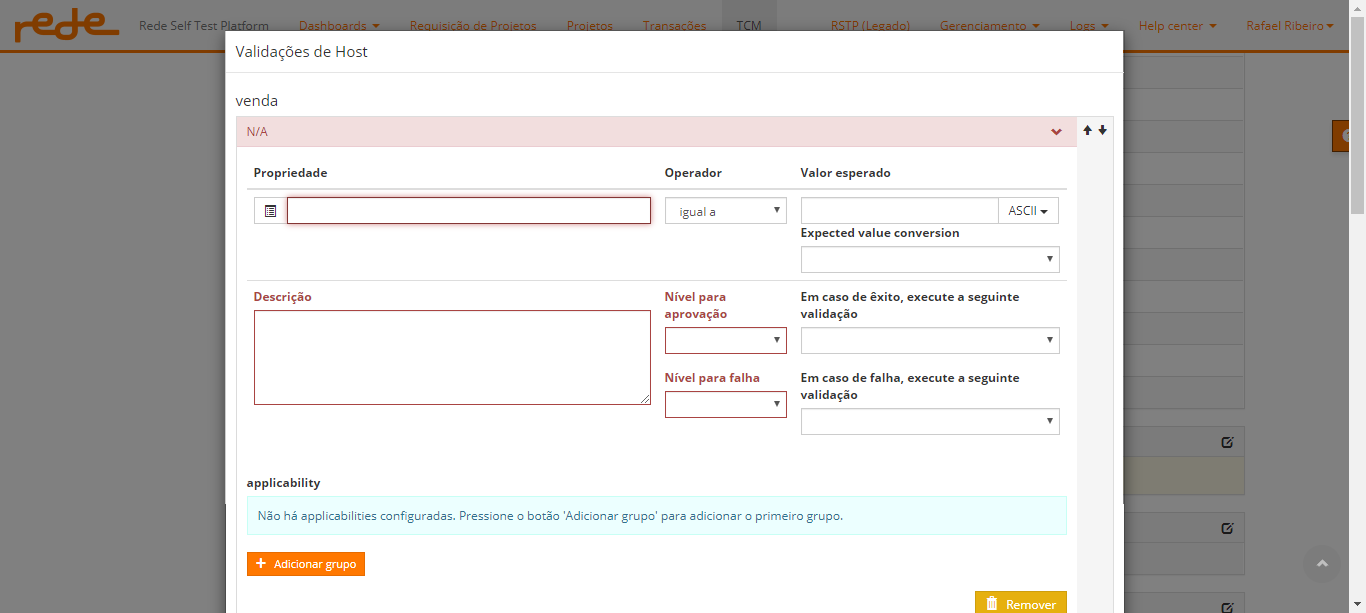 rede Rede Self Test Platform Dashboards Requisição de Projetos Projetos Transações TCM RSTP (Legado) Gerenciamento Logs Help center Rafael Ribeiro
Validações de Host
venda
N/A
Propriedade Operador Valor esperado
igual a ASCII
Expected value conversion
Descrição Nível para Em caso de êxito, execute a seguinte
aprovação validação
Nível para falha Em caso de falha, execute a seguinte
validação
applicability
Não há applicabilities configuradas. Pressione o botão 'Adicionar grupo' para adicionar o primeiro grupo.
+ Adicionar grupo
Remover